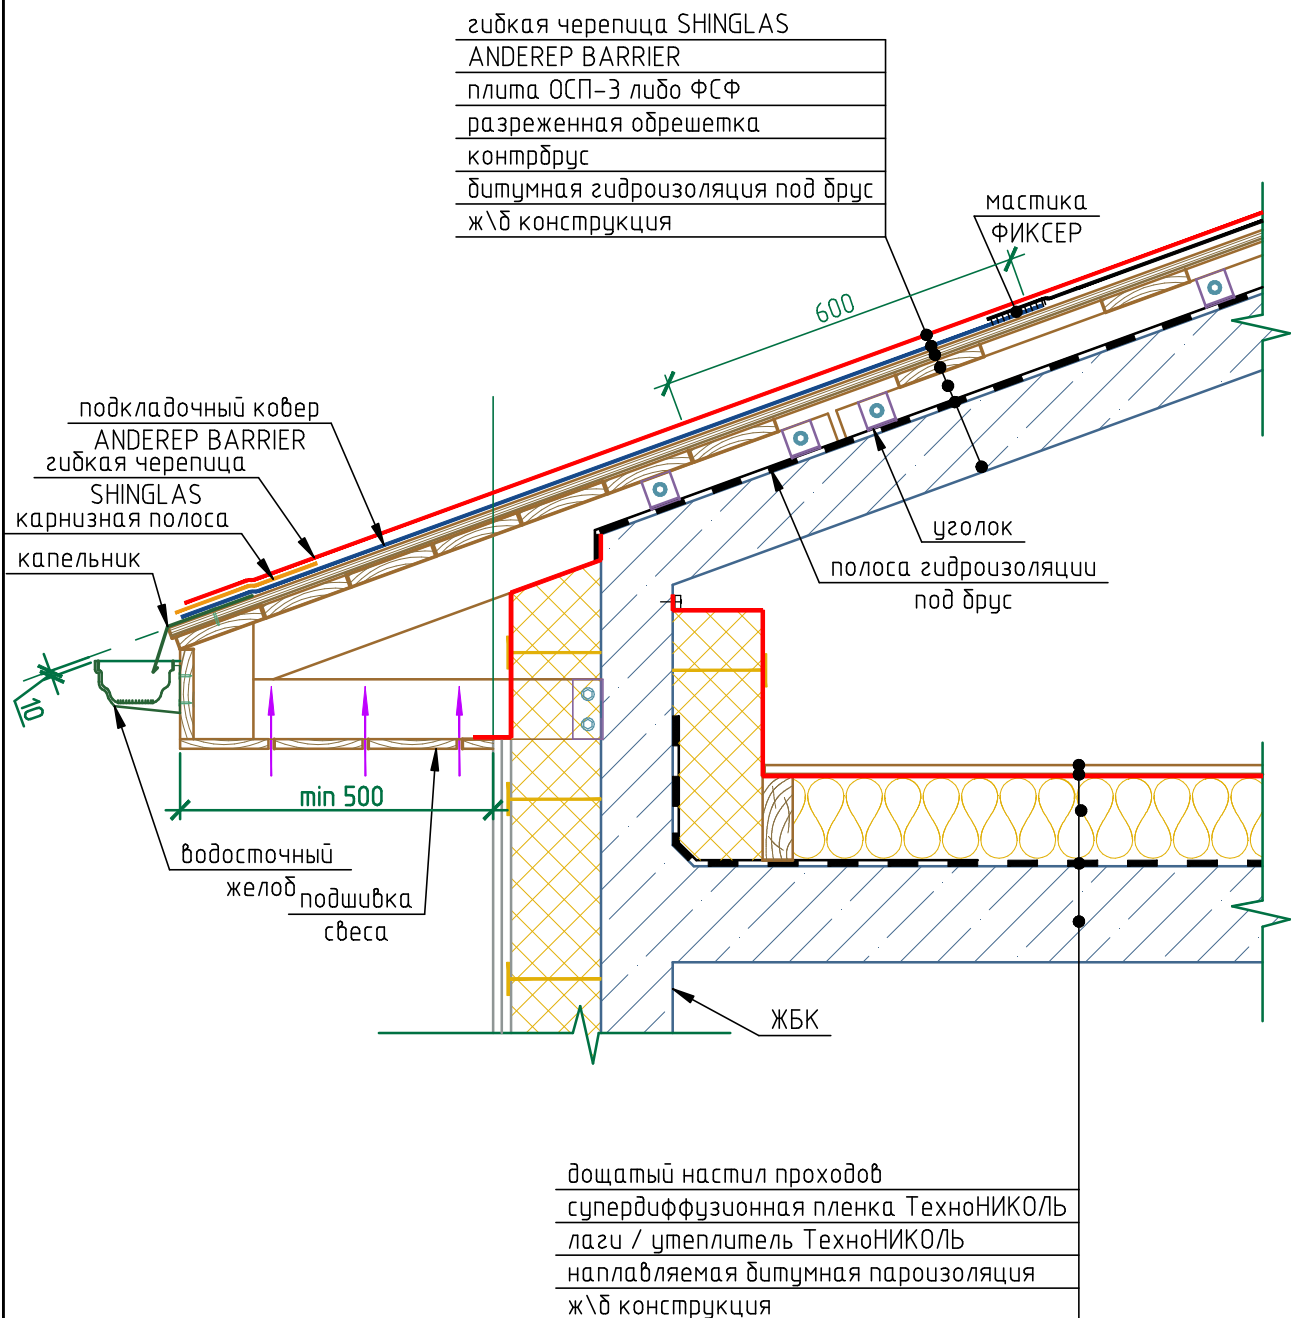 гибкая черепица SHINGLAS
ANDEREP BARRIER
плита ОСП-3 либо ФСФ
разреженная обрешетка
контрбрус
битумная гидроизоляция под брус
ж\б конструкция
мастика
ФИКСЕР
600
подкладочный ковер
ANDEREP BARRIER
гибкая черепица
SHINGLAS
карнизная полоса
капельник
уголок
полоса гидроизоляции
под брус
10
min 500
водосточный
желоб
подшивка
свеса
ЖБК
дощатый настил проходов
супердиффузионная пленка ТехноНИКОЛЬ
лаги / утеплитель ТехноНИКОЛЬ
наплавляемая битумная пароизоляция
ж\б конструкция